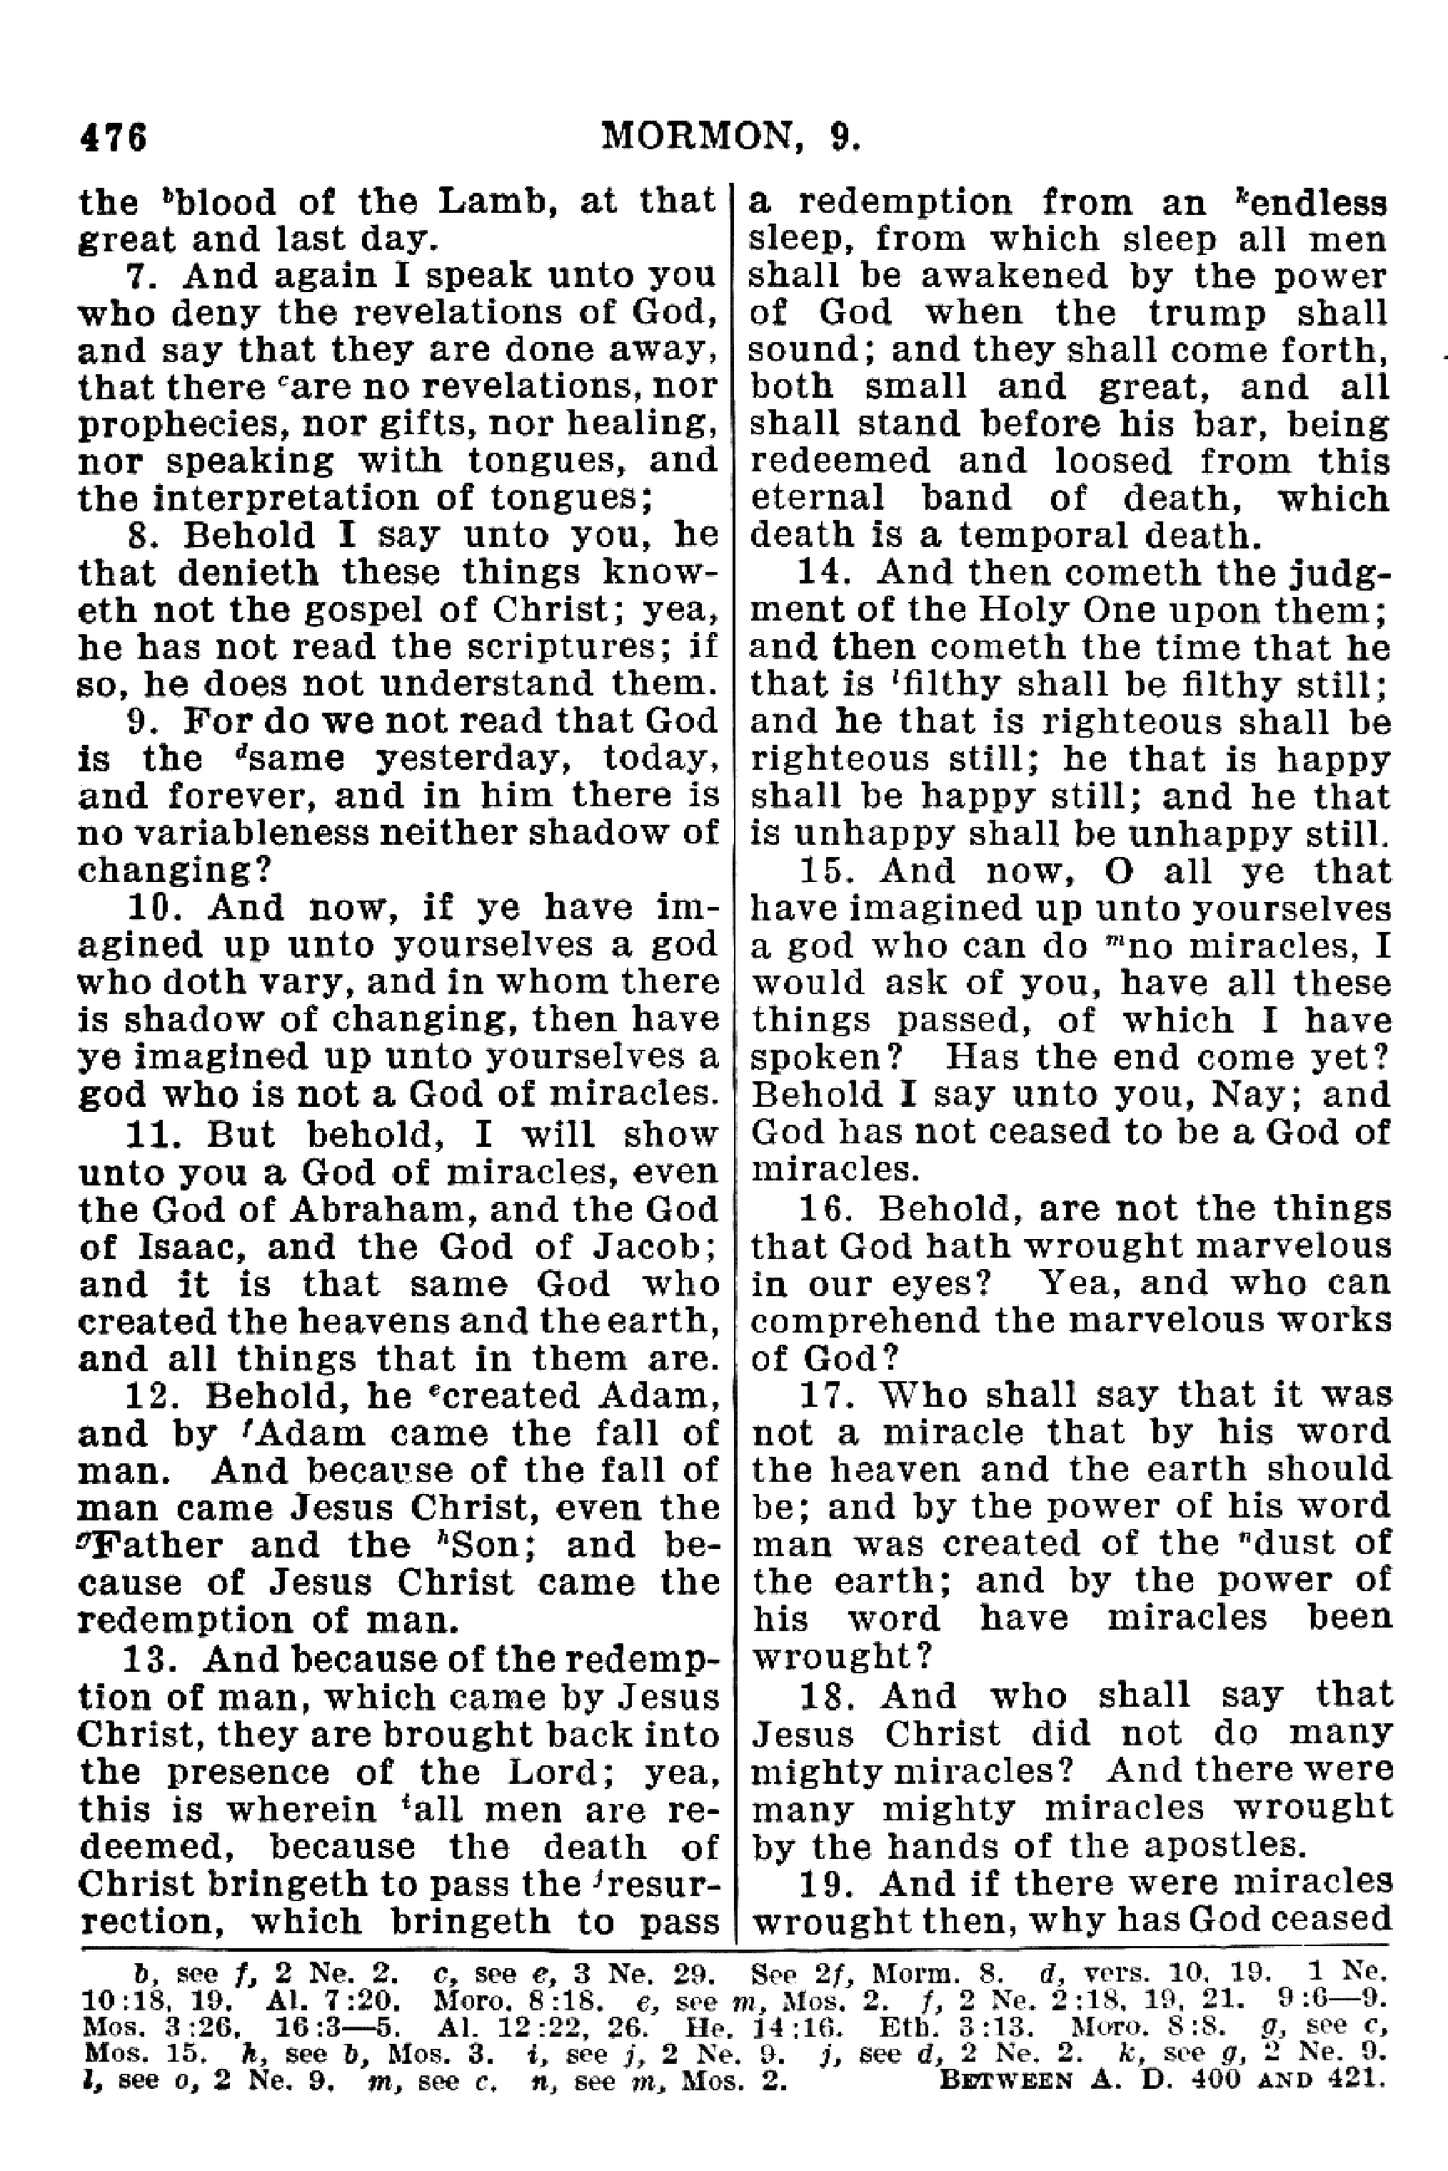 476
MORMON, 9.
the bblood of the Lamb, at that
great and last day.
7. And again I speak unto you
who deny the revelations of God,
and say that they are done away,
that there care no revelations, nor
prophecies, nor gifts, nor healing,
nor speaking with tongues, and
the interpretation of tongues;
8. Behold I say unto you, he
that denieth these things know-
eth not the gospel of Christ; yea,
he has not read the scriptures; if
so, he does not understand them.
9. For do we not read that God
is the dsame yesterday, today,
and forever, and in him there is
no variableness neither shadow of
changing?
10. And now, if ye have im-
agined up unto yourselves a god
who doth vary, and in whom there
is shadow of changing, then have
ye imagined up unto yourselves a
god who is not a God of miracles.
11. But behold, I will show
unto you a God of miracles, even
the God of Abraham, and the God
of Isaac, and the God of Jacob;
and it is that same God who
created the heavens and the earth,
and all things that in them are.
12. Behold, he ecreated Adam,
and by fAdam came the fall of
man. And because of the fall of
man came Jesus Christ, even the
gFather and the hSon; and be-
cause of Jesus Christ came the
redemption of man.
13. And because of the redemp-
tion of man, which came by Jesus
Christ, they are brought back into
the presence of the Lord; yea,
this is wherein iall men are re-
deemed, because the death of
Christ bringeth to pass the jresur-
rection, which bringeth to pass
a redemption from an kendless
sleep, from which sleep all men
shall be awakened by the power
of God when the trump shall
sound; and they shall come forth,
both small and great, and all
shall stand before his bar, being
redeemed and loosed from this
eternal band of death, which
death is a temporal death.
14. And then cometh the judg-
ment of the Holy One upon them;
and then cometh the time that he
that is lfilthy shall be filthy still;
and he that is righteous shall be
righteous still; he that is happy
shall be happy still; and he that
is unhappy shall be unhappy still.
15. And now, O all ye that
have imagined up unto yourselves
a god who can do mno miracles, I
would ask of you, have all these
things passed, of which I have
spoken? Has the end come yet?
Behold I say unto you, Nay; and
God has not ceased to be a God of
miracles.
16. Behold, are not the things
that God hath wrought marvelous
in our eyes? Yea, and who can
comprehend the marvelous works
of God?
17. Who shall say that it was
not a miracle that by his word
the heaven and the earth should
be; and by the power of his word
man was created of the ndust of
the earth; and by the power of
his word have miracles been
wrought?
18. And who shall say that
Jesus Christ did not do many
mighty miracles? And there were
many mighty miracles wrought
by the hands of the apostles.
19. And if there were miracles
wrought then, why has God ceased
b, see f, 2 Ne. 2. c, see e, 3 Ne. 29. See 2f, Morm. 8. d, vers. 10, 19. 1 Ne.
10:18, 19. Al. 7:20. Moro. 8:18. e, see m, Mos. 2. f, 2 Ne. 2:18, 19, 21. 9:6—9.
Mos. 3:26. 16:3—5. Al. 12:22, 26. He. 14:16. Eth. 3:13. Moro. 8:8. g, see c,
Mos. 15. h, see b, Mos. 3. i, see j, 2 Ne. 9. j, see d, 2 Ne. 2. k, see g, 2 Ne. 9.
l, see o, 2 Ne. 9. m, see c. n, see m, Mos. 2. BETWEEN A. D. 400 AND 421.